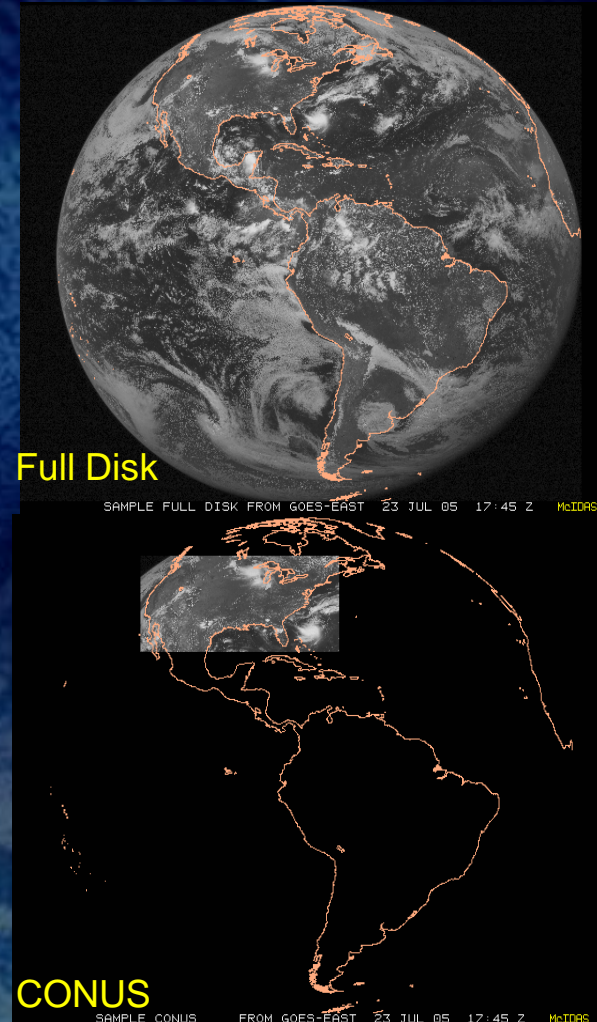 Full Disk
SAMPLE FULL DISK FROM GOES-EAST 23 JUL 05 17:45 Z McIDAS
CONUS
SAMPLE CONUS FROM GOES-EAST 23 JUL 05 17:45 Z McIDAS